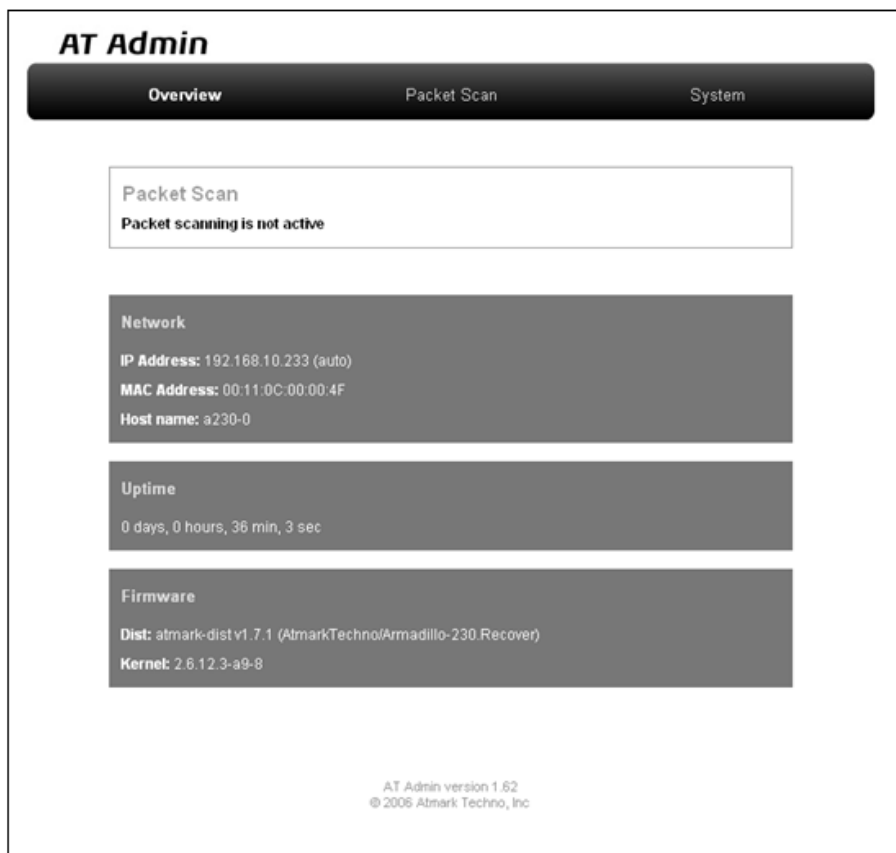 AT Admin
Overview Packet Scan System
Packet Scan
Packet scanning is not active
Network
IP Address: 192.168.10.233 (auto)
MAC Address: 00:11:0C:00:00:4F
Host name: a230-0
Uptime
0 days, 0 hours, 36 min, 3 sec
Firmware
Dist: atmark-dist v1.7.1 (AtmarkTechno/Armadillo-230.Recover)
Kernel: 2.6.12.3-a9-8
AT Admin version 1.62
© 2006 Atmark Techno, Inc